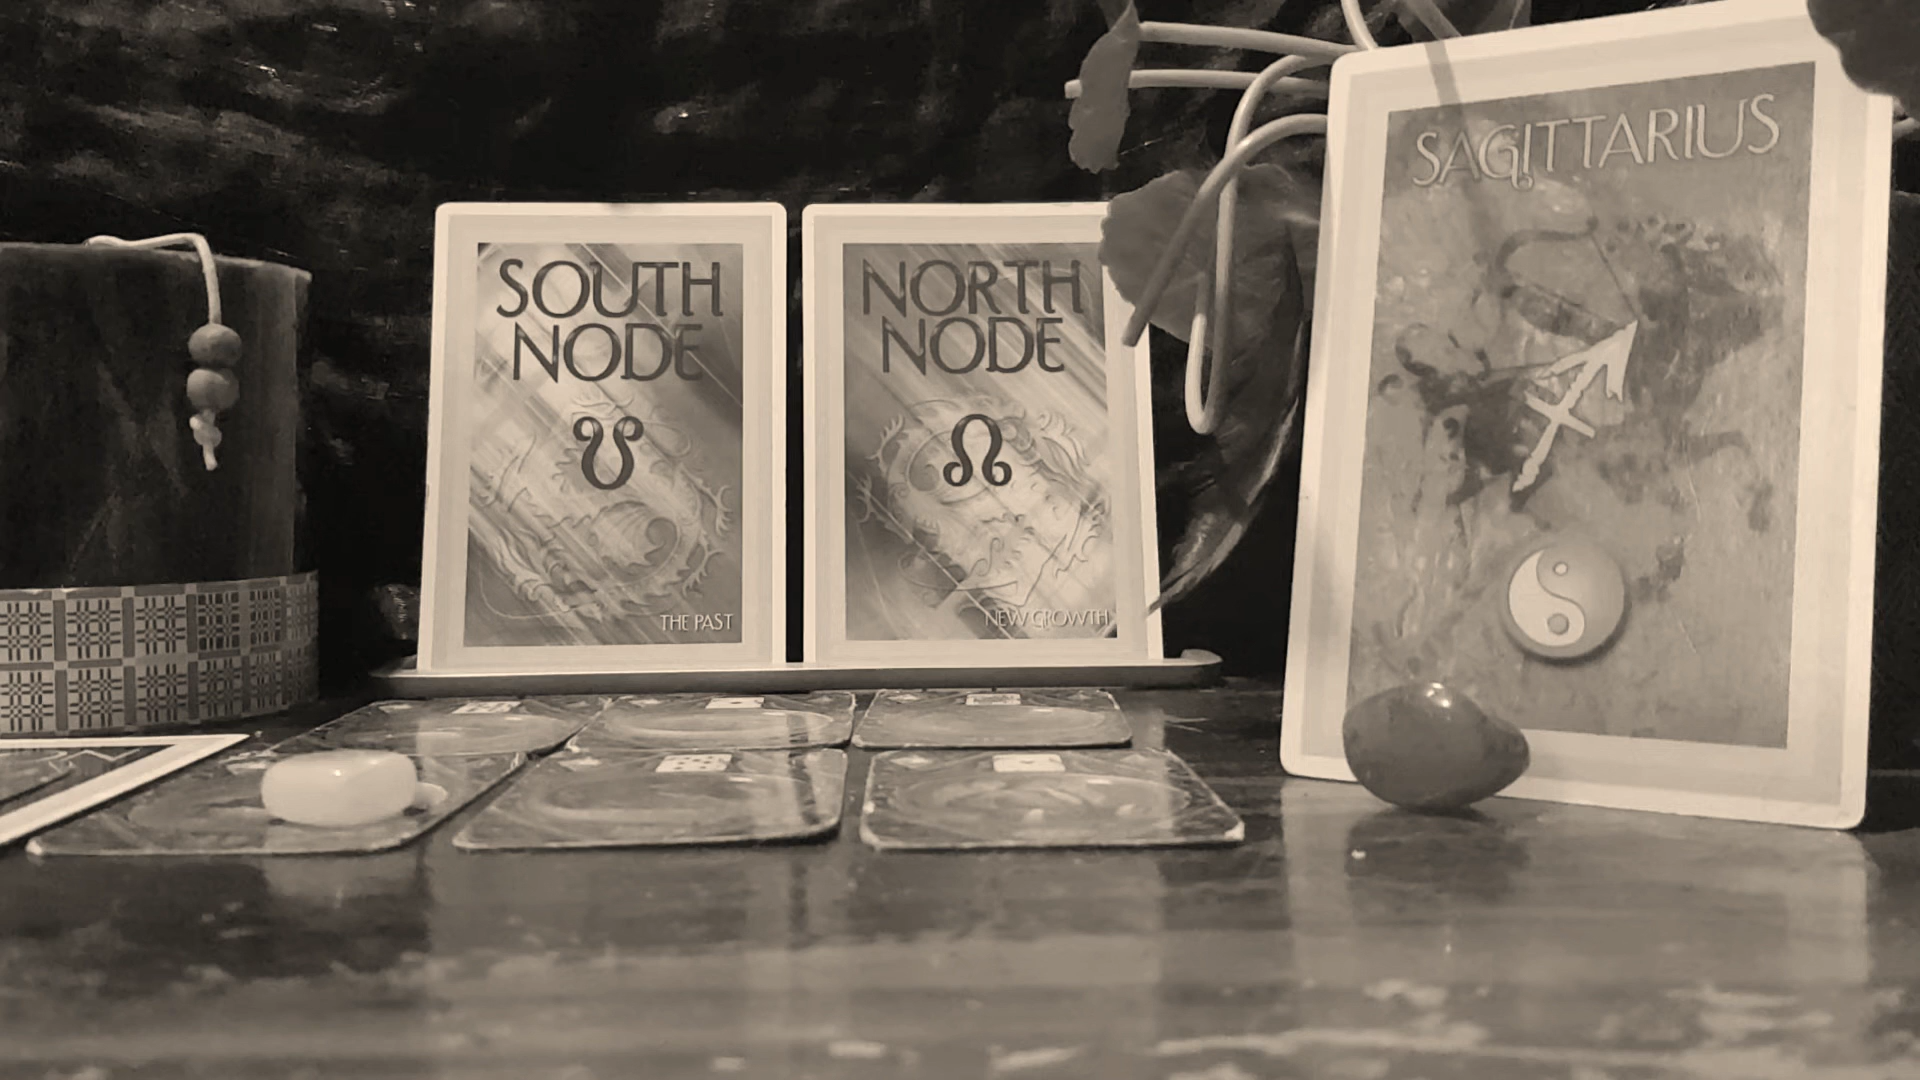 SOUTH
NODE
THE PAST
NORTH
NODE
NEW GROWTH
SAGITTARIUS